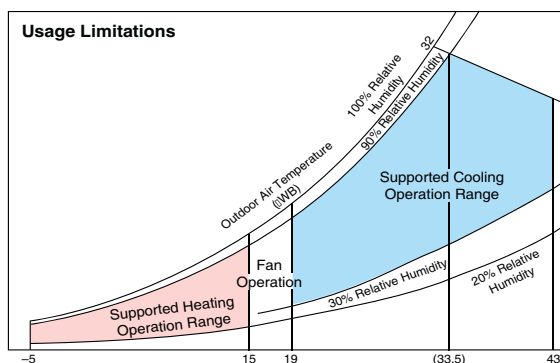 Usage Limitations
32
100% Relative
Humidity
90% Relative Humidity
Outdoor Air Temperature
(▯WB)
Supported Cooling
Operation Range
Fan
Operation
30% Relative Humidity
20% Relative
Humidity
Supported Heating
Operation Range
–5
15
19
(33.5)
43